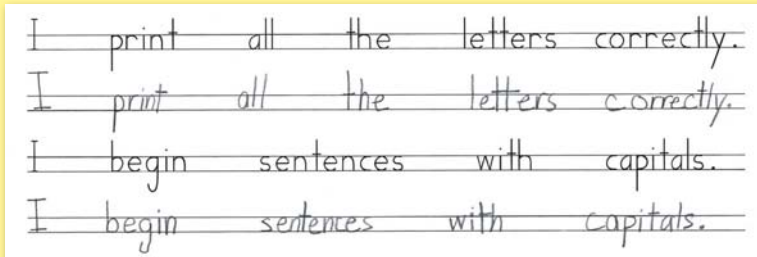 I print all the letters correctly.
I print all the letters correctly.
I begin sentences with capitals.
I begin sentences with capitals.